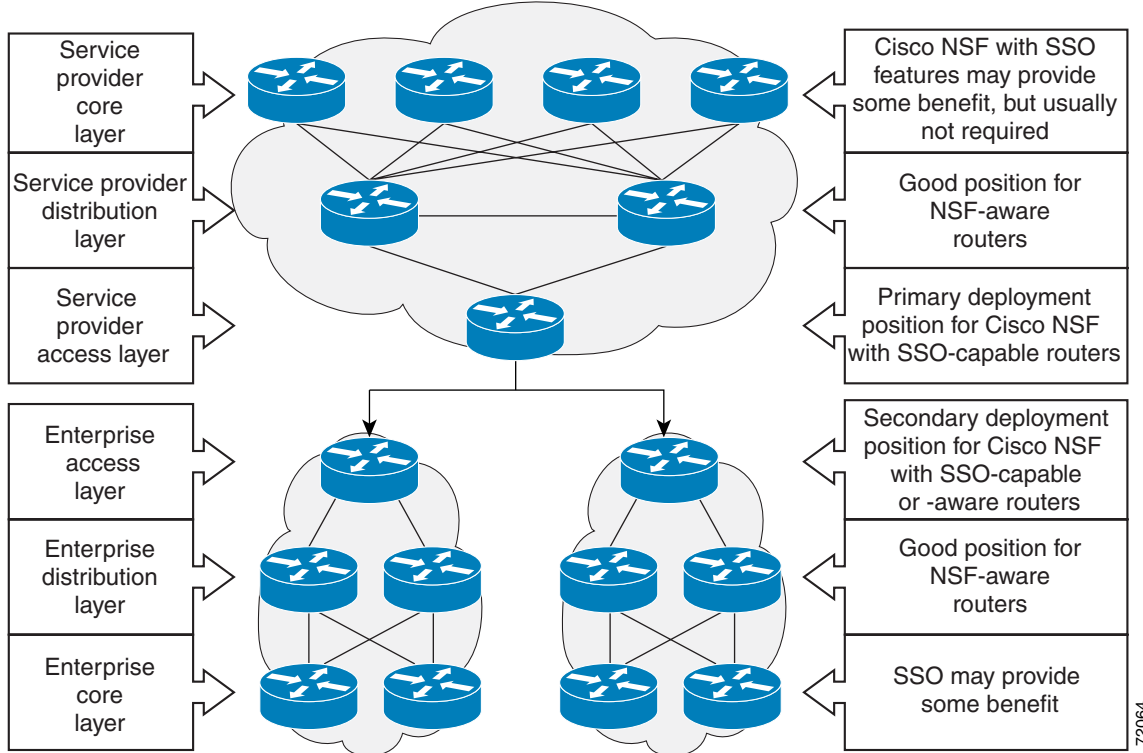 Service
provider
core
layer
Cisco NSF with SSO
features may provide
some benefit, but usually
not required
Service provider
distribution
layer
Good position for
NSF-aware
routers
Service
provider
access layer
Primary deployment
position for Cisco NSF
with SSO-capable routers
Enterprise
access
layer
Secondary deployment
position for Cisco NSF
with SSO-capable
or -aware routers
Enterprise
distribution
layer
Good position for
NSF-aware
routers
Enterprise
core
layer
SSO may provide
some benefit
72064